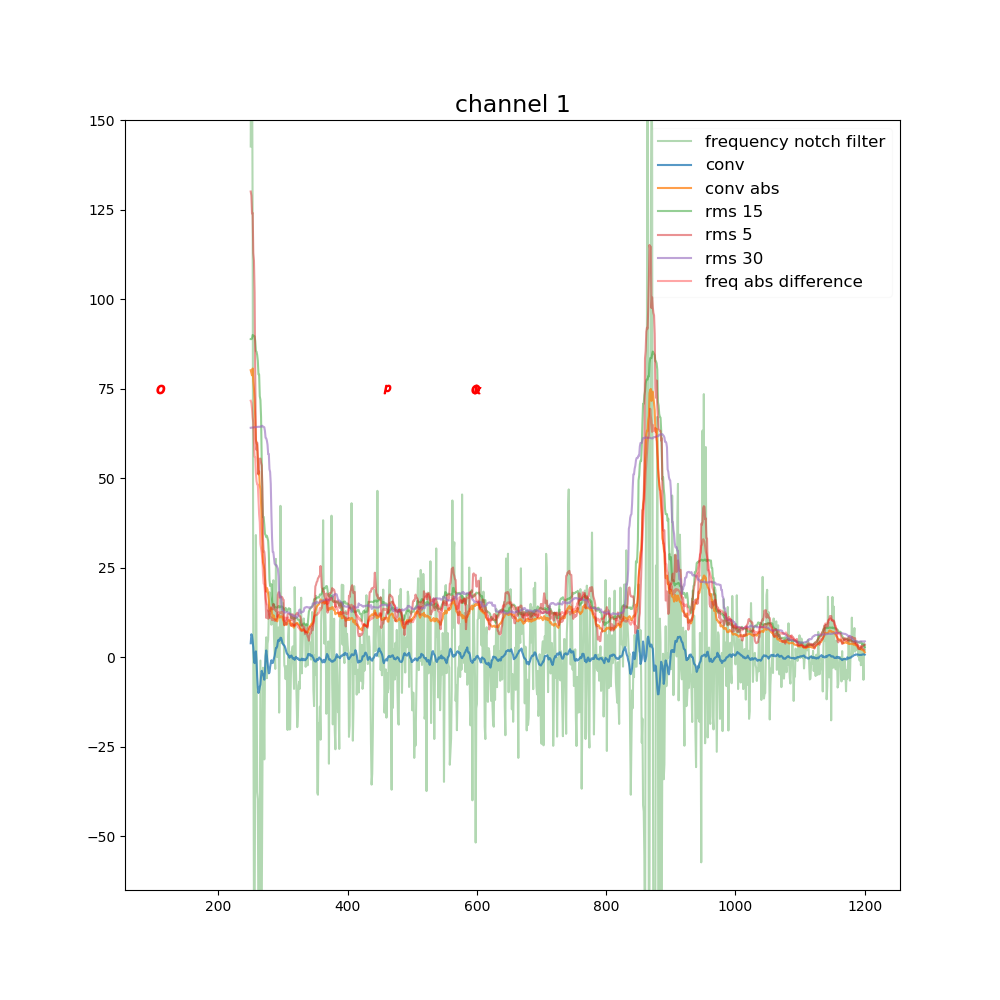 channel 1
150
125
100
75
50
25
0
−25
−50
200 400 600 800 1000 1200
frequency notch filter
conv
conv abs
rms 15
rms 5
rms 30
freq abs difference
o p